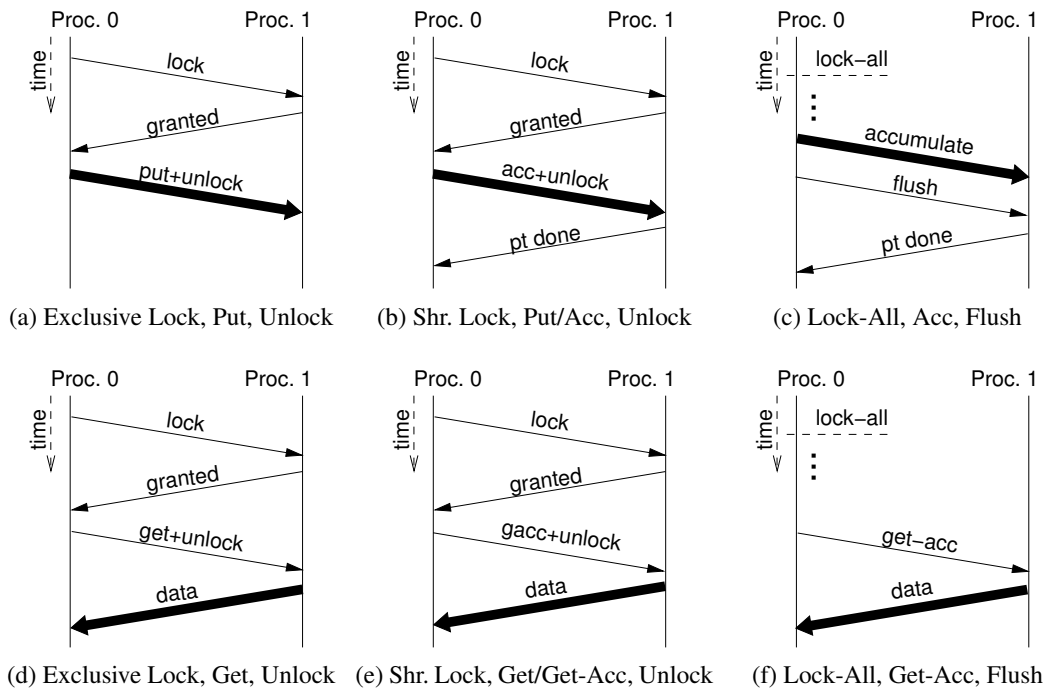 Proc. 0 Proc. 1 Proc. 0 Proc. 1 Proc. 0 Proc. 1
time lock time lock time lock-all
granted granted
put+unlock acc+unlock accumulate
flush
pt done pt done
(a) Exclusive Lock, Put, Unlock (b) Shr. Lock, Put/Acc, Unlock (c) Lock-All, Acc, Flush
Proc. 0 Proc. 1 Proc. 0 Proc. 1 Proc. 0 Proc. 1
time lock time lock time lock-all
granted granted
get+unlock gacc+unlock get-acc
data data data
(d) Exclusive Lock, Get, Unlock (e) Shr. Lock, Get/Get-Acc, Unlock (f) Lock-All, Get-Acc, Flush